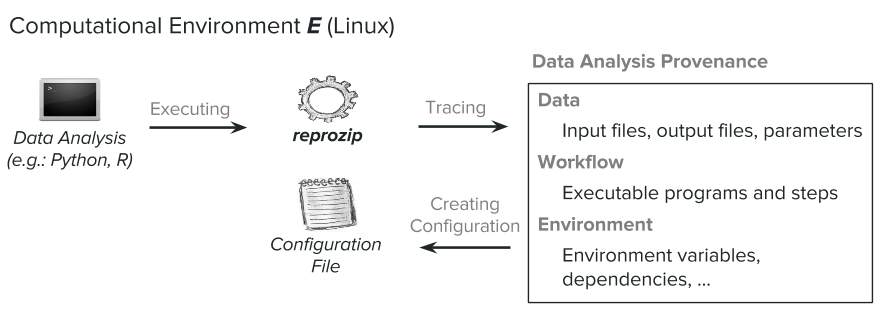 Computational Environment E (Linux)
Data Analysis Provenance
>
Executing
Tracing
Data Analysis
(e.g.: Python, R)
reprozip
Data
Input files, output files, parameters
Workflow
Executable programs and steps
Environment
Environment variables,
dependencies, ...
Creating
Configuration
Configuration
File